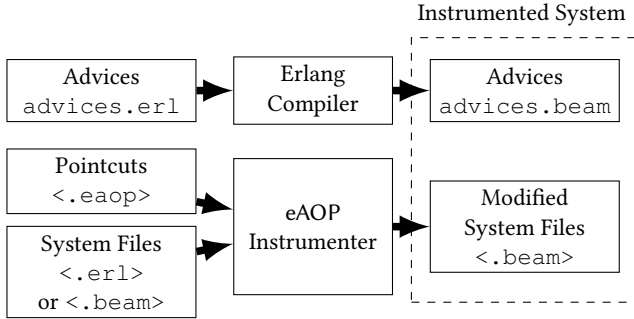 Instrumented System
Advices
advices.erl
Erlang
Compiler
Advices
advices.beam
Pointcuts
<.eaop>
System Files
<.erl>
or <.beam>
eAOP
Instrumenter
Modified
System Files
<.beam>